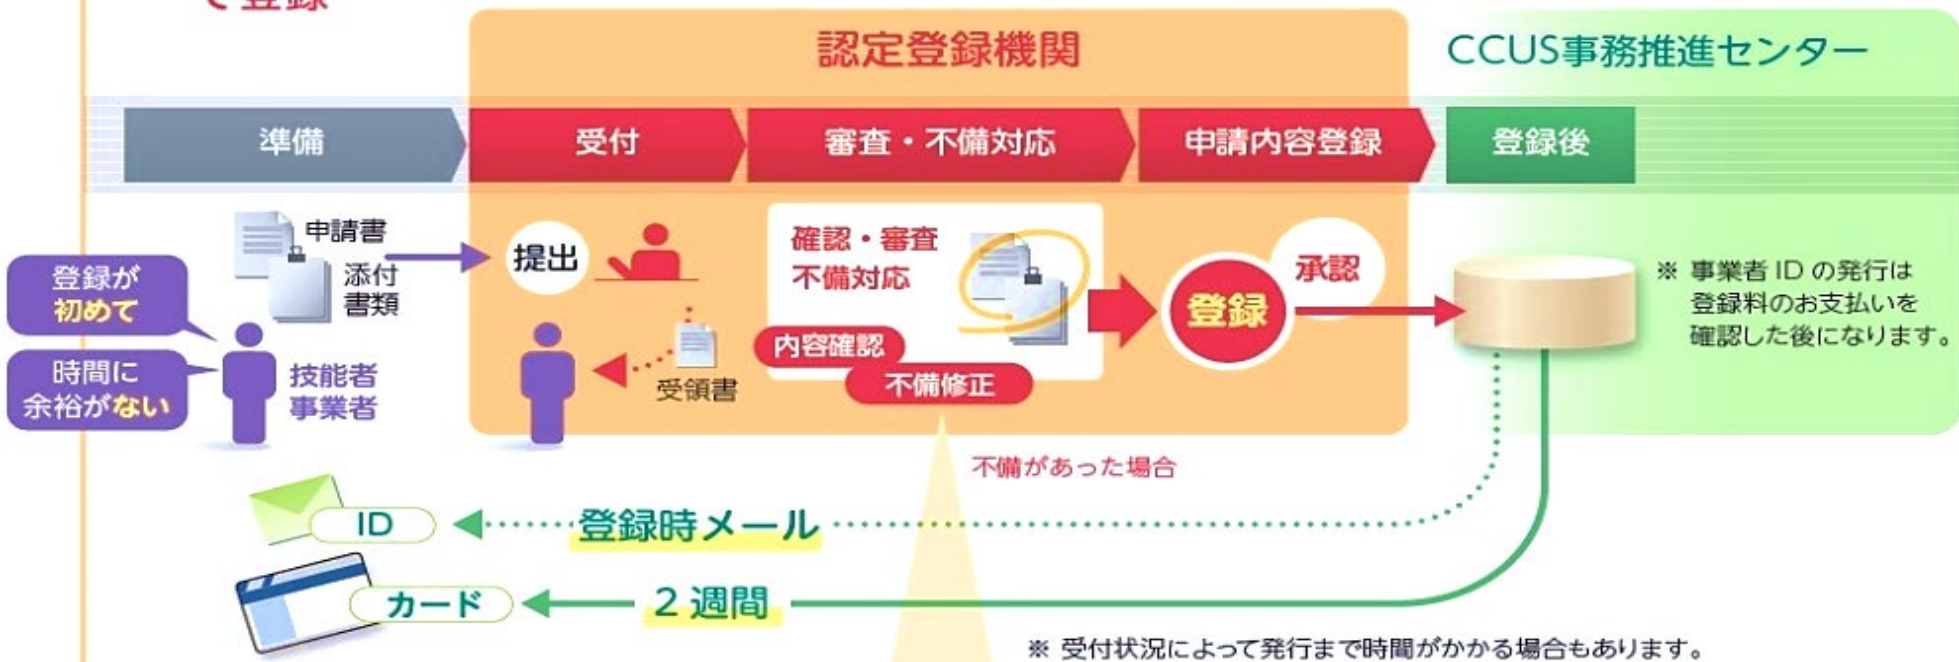 で登録
認定登録機関
CCUS事務推進センター
準備
受付
審査・不備対応
申請内容登録
登録後
申請書
添付
書類
登録が
初めて
時間に
余裕がない
技能者
事業者
提出
受領書
確認・審査
不備対応
内容確認
不備修正
登録
承認
※ 事業者 ID の発行は
登録料のお支払いを
確認した後になります。
不備があった場合
ID
登録時メール
カード
2 週間
※ 受付状況によって発行まで時間がかかる場合もあります。